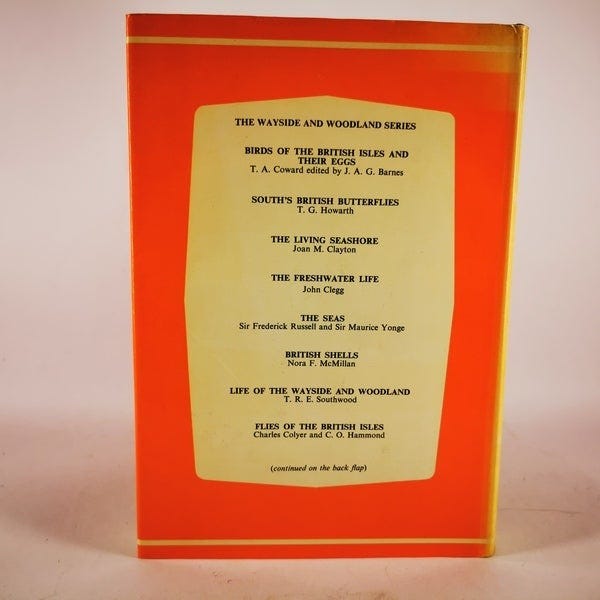 THE WAYSIDE AND WOODLAND SERIES
BIRDS OF THE BRITISH ISLES AND
THEIR EGGS
T. A. Coward edited by J. A. G. Barnes
SOUTH'S BRITISH BUTTERFLIES
T. G. Howarth
THE LIVING SEASHORE
Joan M. Clayton
THE FRESHWATER LIFE
John Clegg
THE SEAS
Sir Frederick Russell and Sir Maurice Yonge
BRITISH SHELLS
Nora F. McMillan
LIFE OF THE WAYSIDE AND WOODLAND
T. R. E. Southwood
FLIES OF THE BRITISH ISLES
Charles Colyer and C. O. Hammond
(continued on the back flap)